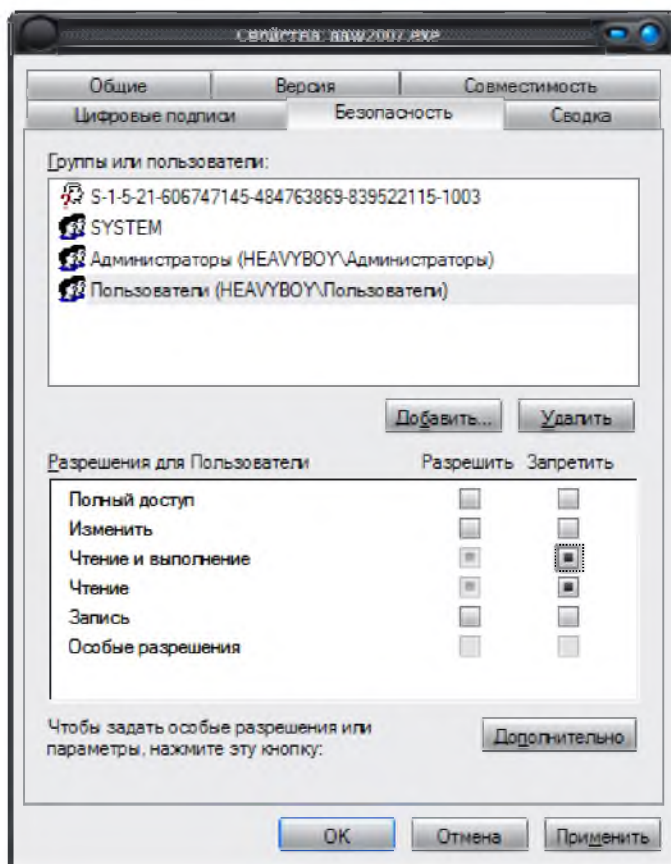 Свойства: aaw2007.exe
Общие Версия Совместимость
Цифровые подписи Безопасность Сводка
Группы или пользователи:
S-1-5-21-606747145-484763869-839522115-1003
SYSTEM
Администраторы (HEAVYBOY\Администраторы)
Пользователи (HEAVYBOY\Пользователи)
Добавить... Удалить
Разрешения для Пользователи Разрешить Запретить
Полный доступ
Изменить
Чтение и выполнение
Чтение
Запись
Особые разрешения
Чтобы задать особые разрешения или
параметры, нажмите эту кнопку:
Дополнительно
OK Отмена Применить